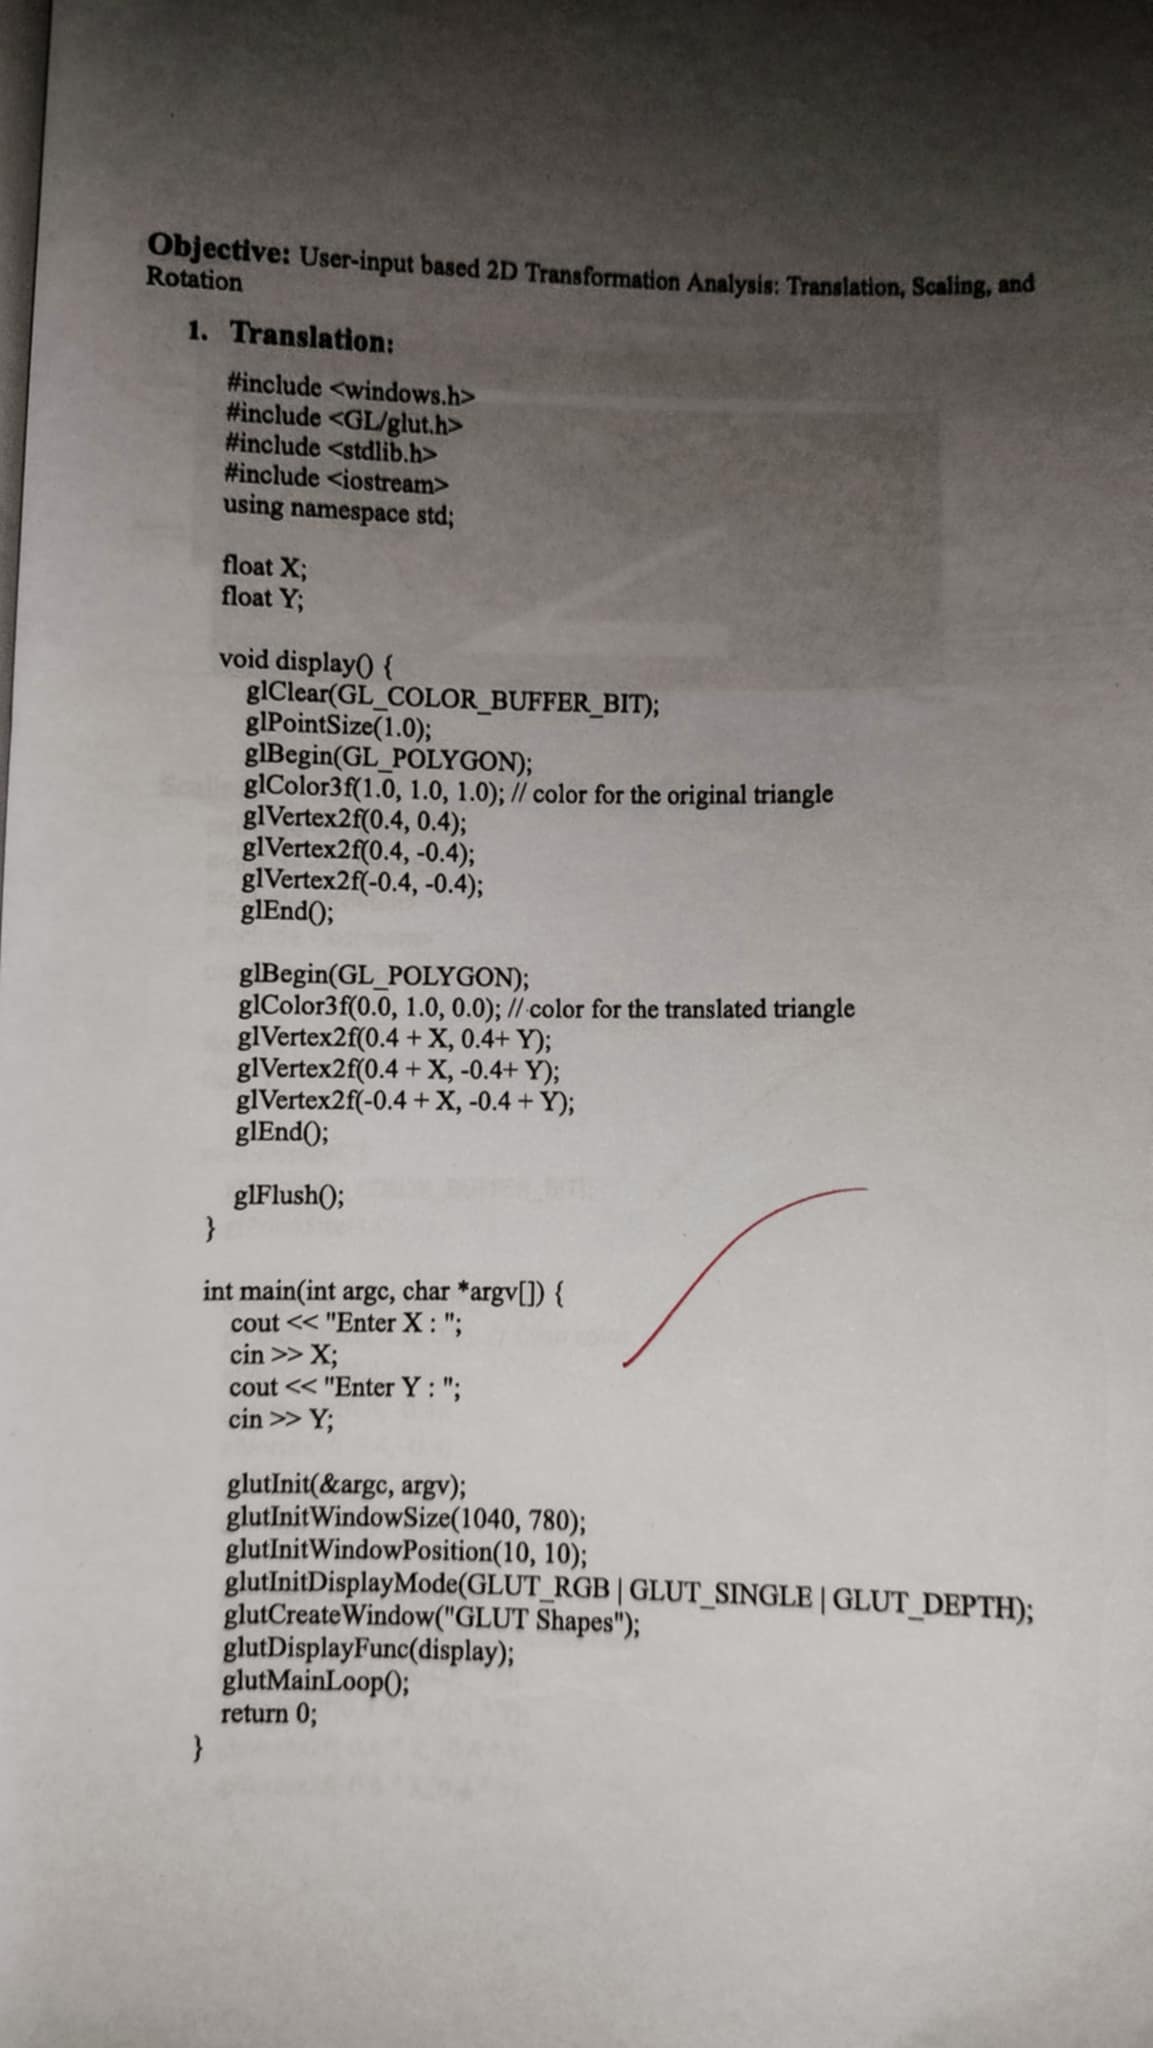 Objective: User-input based 2D Transformation Analysis: Translation, Scaling, and
Rotation
1. Translation:
#include <windows.h>
#include <GL/glut.h>
#include <stdlib.h>
#include <iostream>
using namespace std;
float X;
float Y;
void display() {
glClear(GL_COLOR_BUFFER_BIT);
glPointSize(1.0);
glBegin(GL_POLYGON);
glColor3f(1.0, 1.0, 1.0); // color for the original triangle
glVertex2f(0.4, 0.4);
glVertex2f(0.4, -0.4);
glVertex2f(-0.4, -0.4);
glEnd();
glBegin(GL_POLYGON);
glColor3f(0.0, 1.0, 0.0); // color for the translated triangle
glVertex2f(0.4 + X, 0.4+ Y);
glVertex2f(0.4 + X, -0.4+ Y);
glVertex2f(-0.4 + X, -0.4 + Y);
glEnd();
glFlush();
}
int main(int argc, char *argv[]) {
cout << "Enter X : ";
cin >> X;
cout << "Enter Y : ";
cin >> Y;
glutInit(&argc, argv);
glutInitWindowSize(1040, 780);
glutInitWindowPosition(10, 10);
glutInitDisplayMode(GLUT_RGB | GLUT_SINGLE | GLUT_DEPTH);
glutCreateWindow("GLUT Shapes");
glutDisplayFunc(display);
glutMainLoop();
return 0;
}